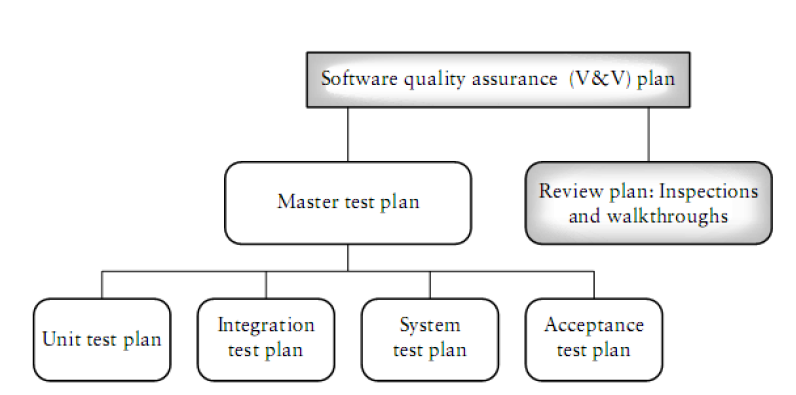 Software quality assurance (V&V) plan
Master test plan
Review plan: Inspections
and walkthroughs
Unit test plan
Integration
test plan
System
test plan
Acceptance
test plan